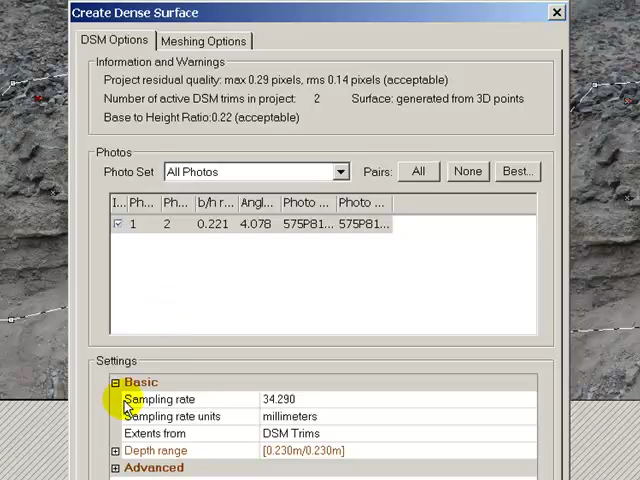 Create Dense Surface
DSM Options Meshing Options
Information and Warnings
Project residual quality: max 0.29 pixels, rms 0.14 pixels (acceptable)
Number of active DSM trims in project: 2 Surface: generated from 3D points
Base to Height Ratio:0.22 (acceptable)
Photos
Photo Set All Photos Pairs: All None Best...
I... Ph... Ph... b/h r... Angl... Photo ... Photo ...
1 2 0.221 4.078 575P81... 575P81...
Settings
Basic
Sampling rate 34.290
Sampling rate units millimeters
Extents from DSM Trims
Depth range [0.230m/0.230m]
Advanced